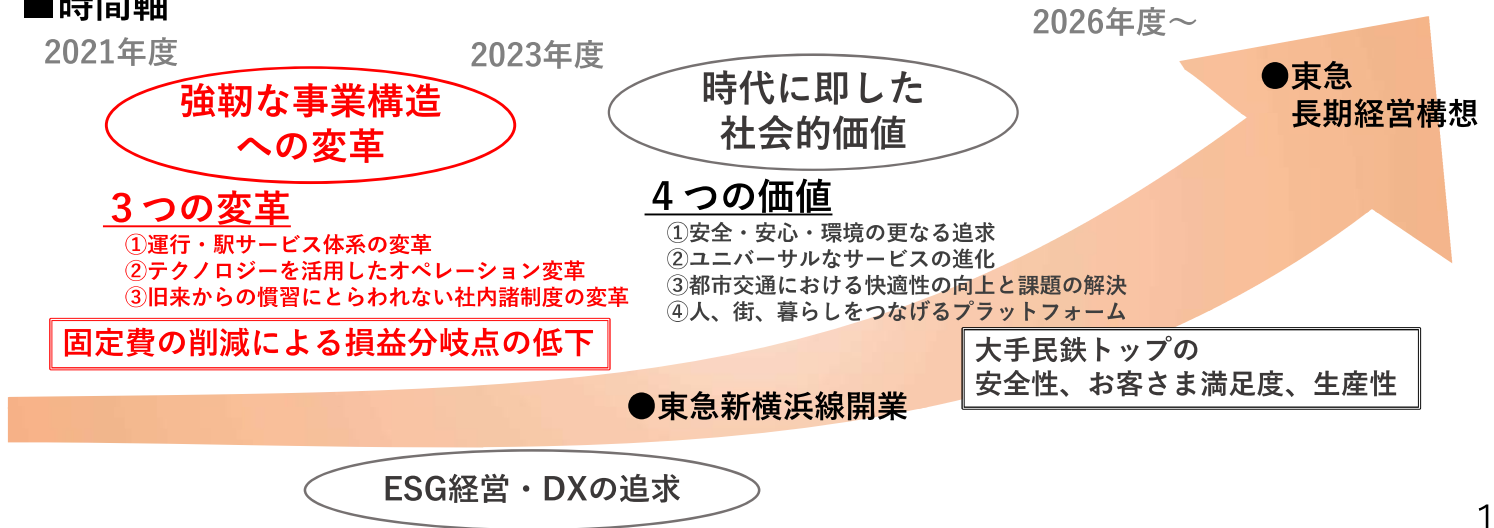 ■時間軸
2021年度
2023年度
2026年度～
強靭な事業構造
への変革
時代に即した
社会的価値
●東急
長期経営構想
３つの変革
①運行・駅サービス体系の変革
②テクノロジーを活用したオペレーション変革
③旧来からの慣習にとらわれない社内諸制度の変革
固定費の削減による損益分岐点の低下
４つの価値
①安全・安心・環境の更なる追求
②ユニバーサルなサービスの進化
③都市交通における快適性の向上と課題の解決
④人、街、暮らしをつなげるプラットフォーム
大手民鉄トップの
安全性、お客さま満足度、生産性
●東急新横浜線開業
ESG経営・DXの追求
1